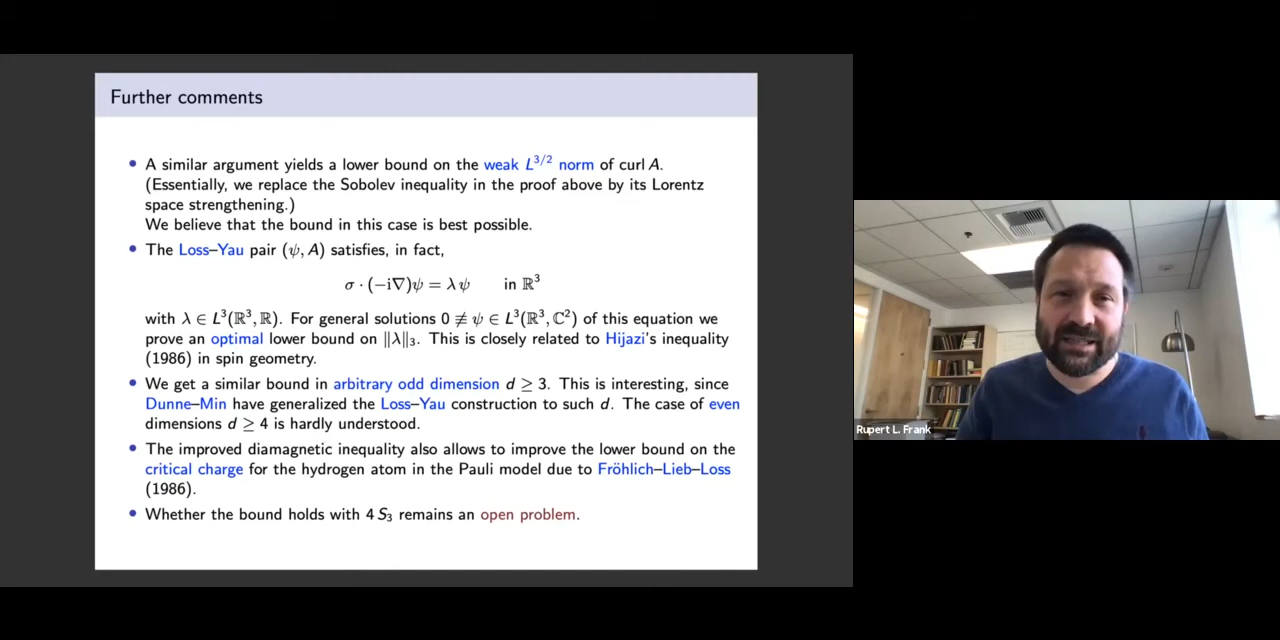 Further comments
• A similar argument yields a lower bound on the weak L^{3/2} norm of curl A.
(Essentially, we replace the Sobolev inequality in the proof above by its Lorentz
space strengthening.)
We believe that the bound in this case is best possible.
• The Loss–Yau pair (ψ, A) satisfies, in fact,
σ · (−i∇)ψ = λψ in ℝ³
with λ ∈ L³(ℝ³, ℝ). For general solutions 0 ≢ ψ ∈ L³(ℝ³, ℂ²) of this equation we
prove an optimal lower bound on ‖λ‖₃. This is closely related to Hijazi's inequality
(1986) in spin geometry.
• We get a similar bound in arbitrary odd dimension d ≥ 3. This is interesting, since
Dunne–Min have generalized the Loss–Yau construction to such d. The case of even
dimensions d ≥ 4 is hardly understood.
• The improved diamagnetic inequality also allows to improve the lower bound on the
critical charge for the hydrogen atom in the Pauli model due to Fröhlich–Lieb–Loss
(1986).
• Whether the bound holds with 4 S₃ remains an open problem.
Rupert L. Frank